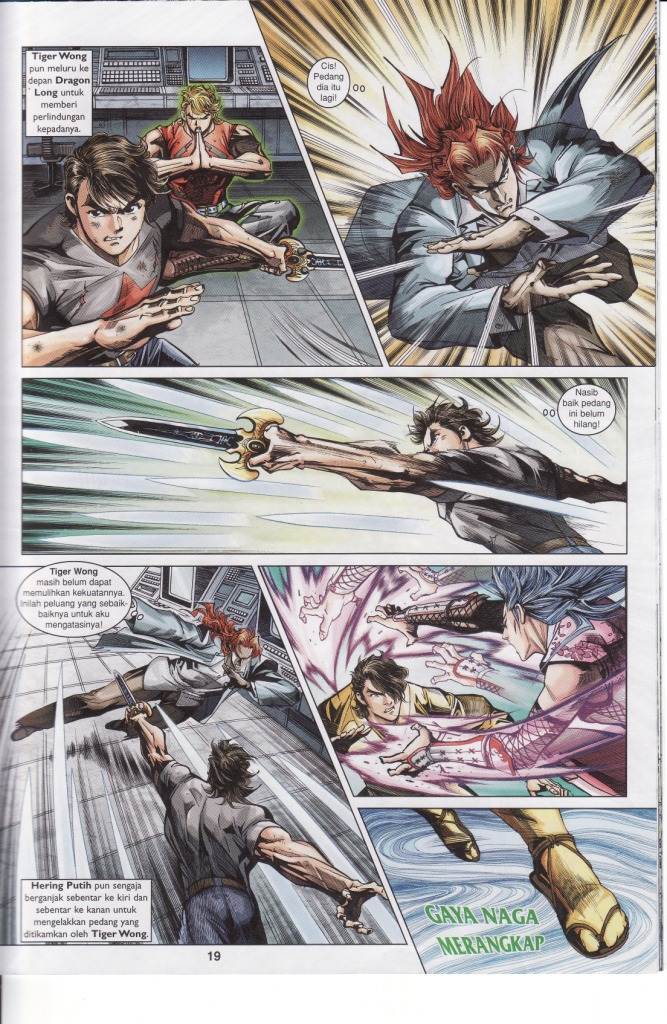 Tiger Wong
pun meluru ke
depan Dragon
Long untuk
memberi
perlindungan
kepadanya.
Cis!
Pedang
dia itu
lagi!
Nasib
baik pedang
ini belum
hilang!
Tiger Wong
masih belum dapat
memulihkan kekuatannya.
Inilah peluang yang sebaik-
baiknya untuk aku
mengatasinya!
Hering Putih pun sengaja
berganjak sebentar ke kiri dan
sebentar ke kanan untuk
mengelakkan pedang yang
ditikamkan oleh Tiger Wong.
GAYA NAGA
MERANGKAP
19